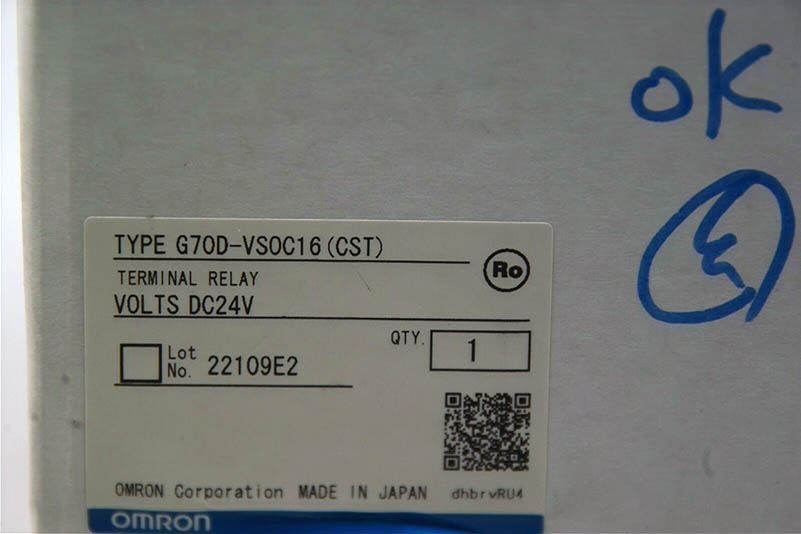 OK
TYPE G70D-VSOC16(CST)
Ro
TERMINAL RELAY
VOLTS DC24V
QTY. 1
Lot No. 22109E2
OMRON Corporation MADE IN JAPAN dhbrvRU4
OMRON